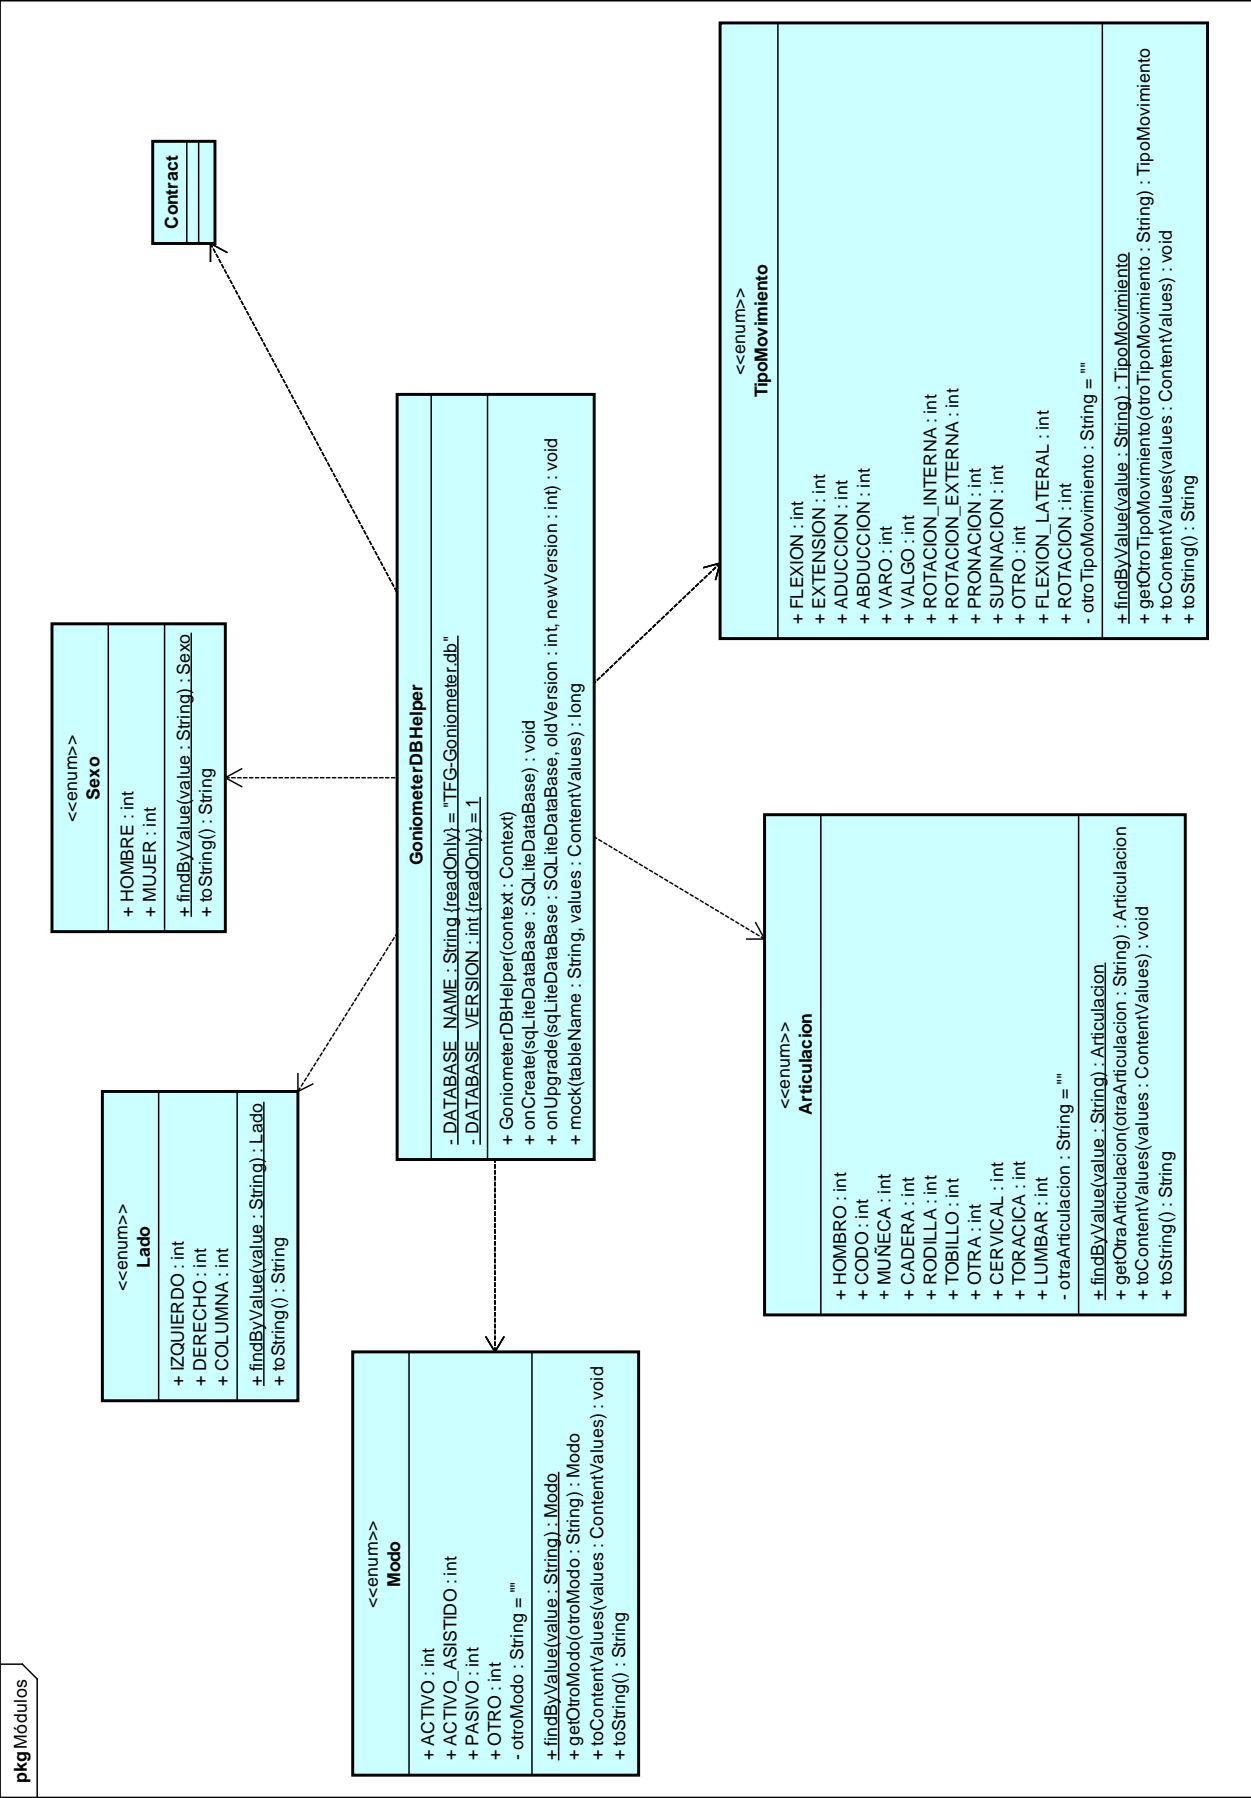 pkg Módulos
<<enum>>
Modo
+ ACTIVO : int
+ ACTIVO_ASISTIDO : int
+ PASIVO : int
+ OTRO : int
- otroModo : String = ""
+ findByValue(value : String) : Modo
+ getOtroModo(otroModo : String) : Modo
+ toContentValues(values : ContentValues) : void
+ toString() : String
<<enum>>
Lado
+ IZQUIERDO : int
+ DERECHO : int
+ COLUMNA : int
+ findByValue(value : String) : Lado
+ toString() : String
<<enum>>
Sexo
+ HOMBRE : int
+ MUJER : int
+ findByValue(value : String) : Sexo
+ toString() : String
Contract
GoniometerDBHelper
- DATABASE_NAME : String {readOnly} = "TFG-Goniometer.db"
- DATABASE_VERSION : int {readOnly} = 1
+ GoniometerDBHelper(context : Context)
+ onCreate(sqLiteDataBase : SQLiteDataBase) : void
+ onUpgrade(sqLiteDataBase : SQLiteDataBase, oldVersion : int, newVersion : int) : void
+ mock(tableName : String, values : ContentValues) : long
<<enum>>
Articulacion
+ HOMBRO : int
+ CODO : int
+ MUÑECA : int
+ CADERA : int
+ RODILLA : int
+ TOBILLO : int
+ OTRA : int
+ CERVICAL : int
+ TORACICA : int
+ LUMBAR : int
- otraArticulacion : String = ""
+ findByValue(value : String) : Articulacion
+ getOtraArticulacion(otraArticulacion : String) : Articulacion
+ toContentValues(values : ContentValues) : void
+ toString() : String
<<enum>>
TipoMovimiento
+ FLEXION : int
+ EXTENSION : int
+ ADUCCION : int
+ ABDUCCION : int
+ VARO : int
+ VALGO : int
+ ROTACION_INTERNA : int
+ ROTACION_EXTERNA : int
+ PRONACION : int
+ SUPINACION : int
+ OTRO : int
+ FLEXION_LATERAL : int
+ ROTACION : int
- otroTipoMovimiento : String = ""
+ findByValue(value : String) : TipoMovimiento
+ getOtroTipoMovimiento(otroTipoMovimiento : String) : TipoMovimiento
+ toContentValues(values : ContentValues) : void
+ toString() : String